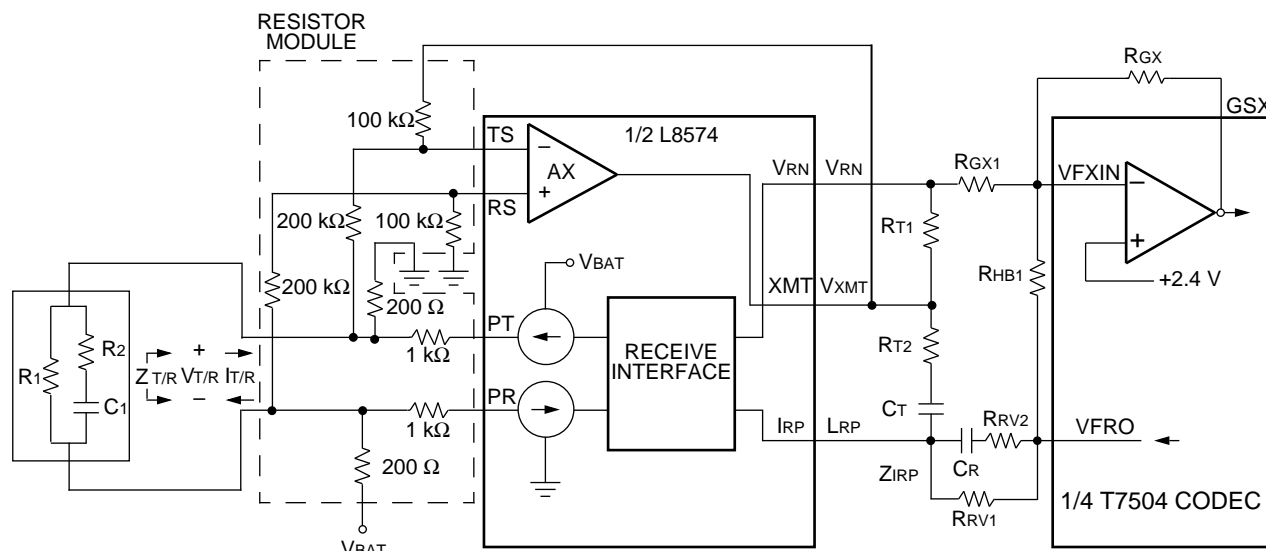 RESISTOR
MODULE
RGX
GSX
100 kΩ
TS
1/2 L8574
−
AX
+
RS
VRN
VRN
RGX1
VFXIN
−
+
+2.4 V
200 kΩ
100 kΩ
RT1
RHB1
200 kΩ
VBAT
XMT
VXMT
200 Ω
PT
1 kΩ
RECEIVE
INTERFACE
RT2
R1
R2
C1
ZT/R
+
VT/R
−
IT/R
PR
1 kΩ
CT
IRP
LRP
RRV2
VFRO
CR
ZIRP
200 Ω
RRV1
1/4 T7504 CODEC
VBAT